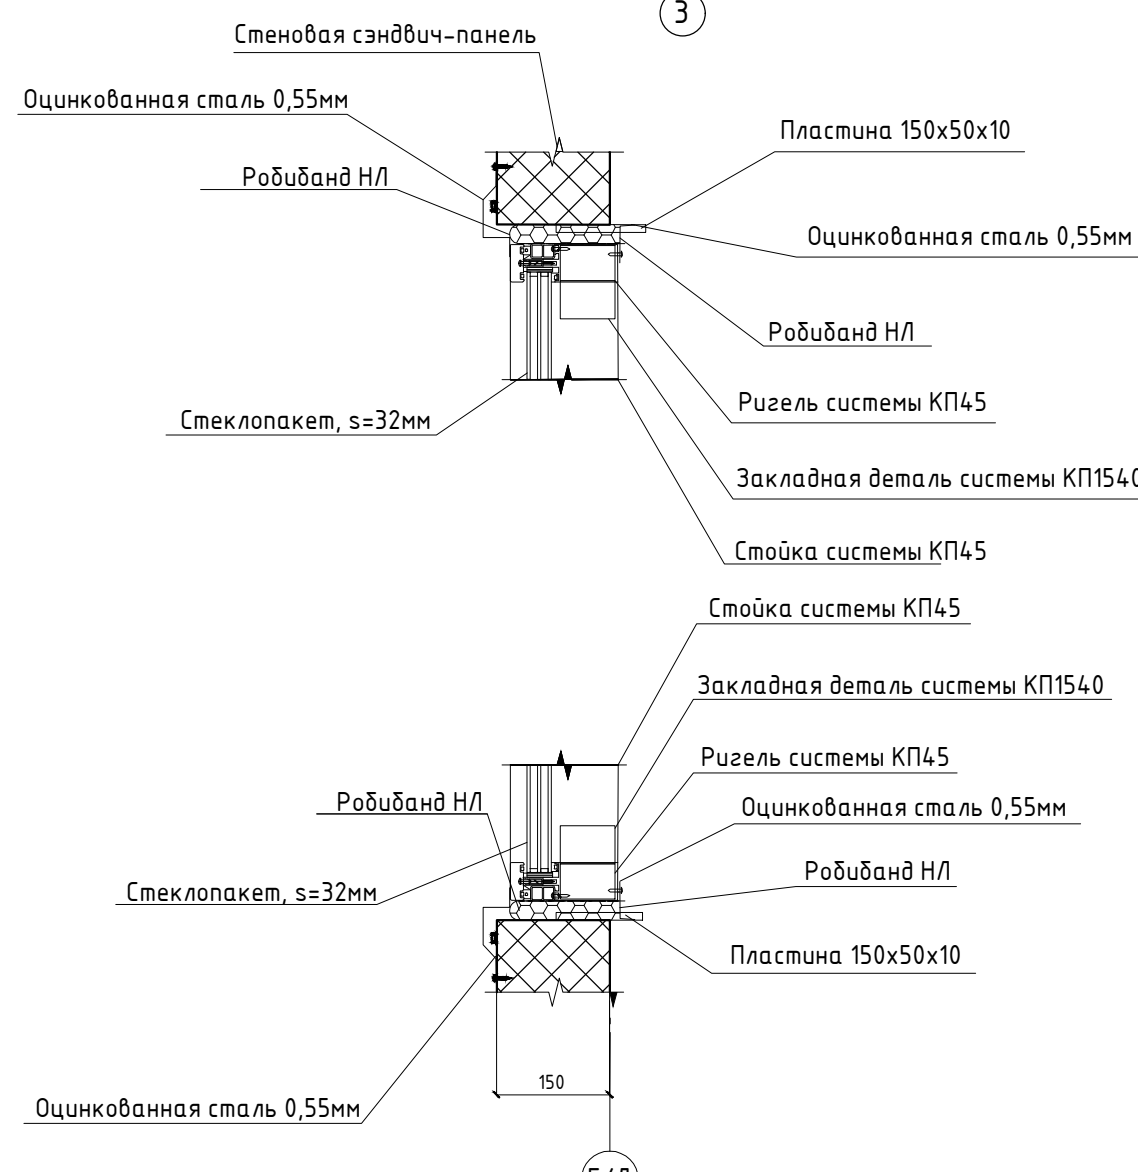 3
Стеновая сэндвич-панель
Оцинкованная сталь 0,55мм
Пластина 150х50х10
Робибанд НЛ
Оцинкованная сталь 0,55мм
Робибанд НЛ
Ригель системы КП45
Стеклопакет, s=32мм
Закладная деталь системы КП1540
Стойка системы КП45
Стойка системы КП45
Закладная деталь системы КП1540
Ригель системы КП45
Робибанд НЛ
Оцинкованная сталь 0,55мм
Робибанд НЛ
Стеклопакет, s=32мм
Пластина 150х50х10
150
Оцинкованная сталь 0,55мм